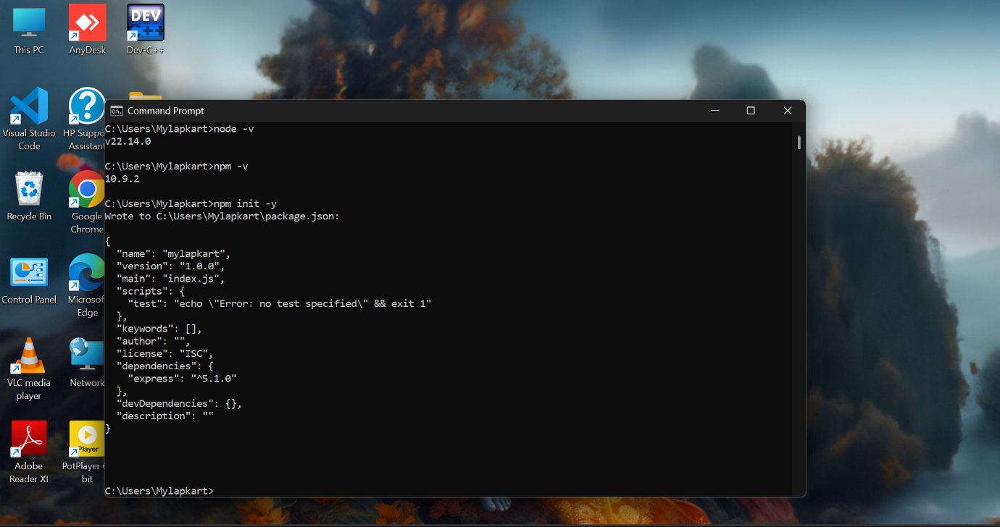 This PC
AnyDesk
DEV
C++
Dev-C++
Visual Studio
Code
HP Suppo
Assistan
Recycle Bin
Google
Chrome
Control Panel
Microsof
Edge
VLC media
player
Network
Adobe
Reader XI
Player
PotPlayer
bit
C:\. Command Prompt
C:\Users\Mylapkart>node -v
v22.14.0
C:\Users\Mylapkart>npm -v
10.9.2
C:\Users\Mylapkart>npm init -y
Wrote to C:\Users\Mylapkart\package.json:
{
"name": "mylapkart",
"version": "1.0.0",
"main": "index.js",
"scripts": {
"test": "echo \"Error: no test specified\" && exit 1"
},
"keywords": [],
"author": "",
"license": "ISC",
"dependencies": {
"express": "^5.1.0"
},
"devDependencies": {},
"description": ""
}
C:\Users\Mylapkart>